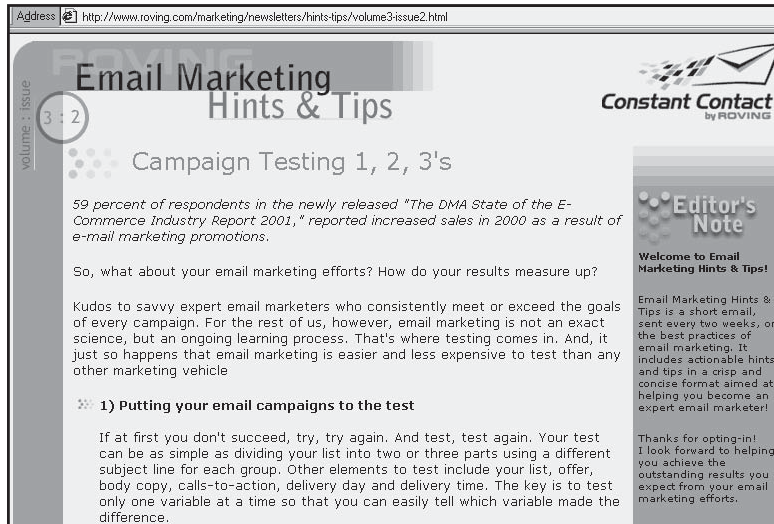 Address http://www.roving.com/marketing/newsletters/hints-tips/volume3-issue2.html
ROVING
Email Marketing
Hints & Tips
volume : issue
3 : 2
Constant Contact
by ROVING
Campaign Testing 1, 2, 3's
59 percent of respondents in the newly released "The DMA State of the E-
Commerce Industry Report 2001," reported increased sales in 2000 as a result of
e-mail marketing promotions.
So, what about your email marketing efforts? How do your results measure up?
Kudos to savvy expert email marketers who consistently meet or exceed the goals
of every campaign. For the rest of us, however, email marketing is not an exact
science, but an ongoing learning process. That's where testing comes in. And, it
just so happens that email marketing is easier and less expensive to test than any
other marketing vehicle
1) Putting your email campaigns to the test
If at first you don't succeed, try, try again. And test, test again. Your test
can be as simple as dividing your list into two or three parts using a different
subject line for each group. Other elements to test include your list, offer,
body copy, calls-to-action, delivery day and delivery time. The key is to test
only one variable at a time so that you can easily tell which variable made the
difference.
Editor's
Note
Welcome to Email
Marketing Hints & Tips!
Email Marketing Hints &
Tips is a short email,
sent every two weeks, on
the best practices of
email marketing. It
includes actionable hints
and tips in a crisp and
concise format aimed at
helping you become an
expert email marketer!
Thanks for opting-in!
I look forward to helping
you achieve the
outstanding results you
expect from your email
marketing efforts.